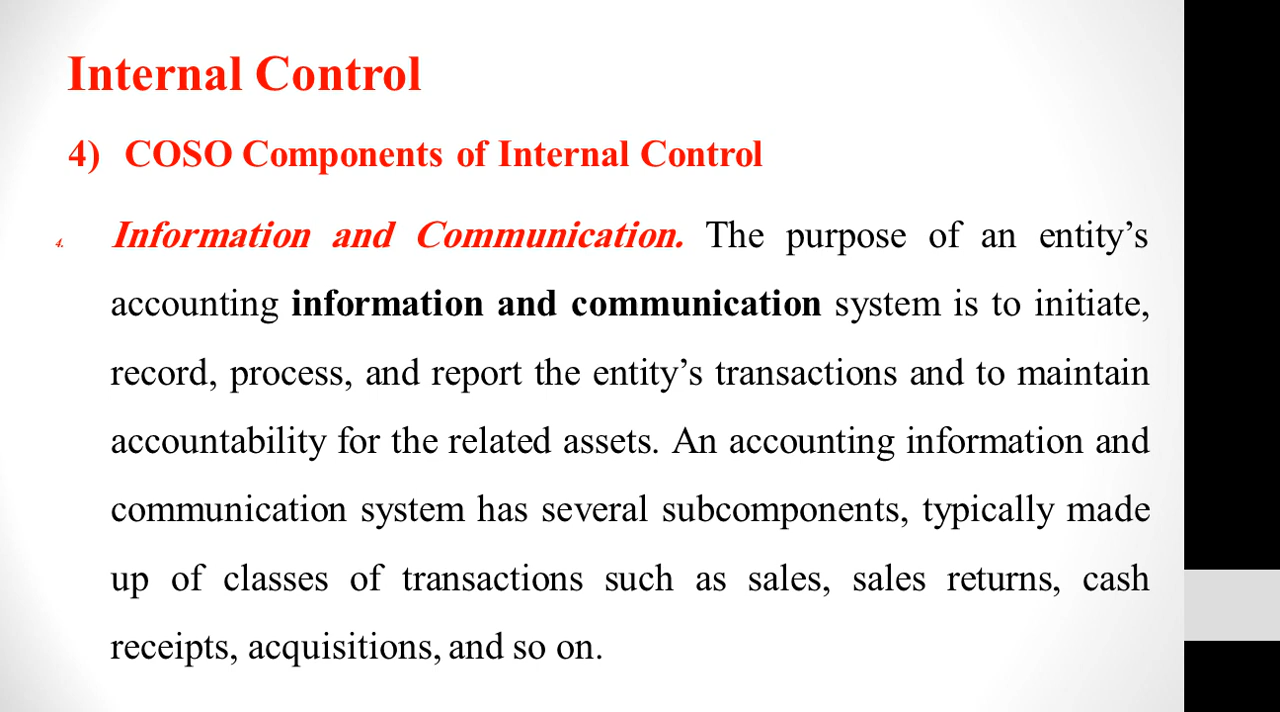 Internal Control
4) COSO Components of Internal Control
4. Information and Communication. The purpose of an entity’s
accounting information and communication system is to initiate,
record, process, and report the entity’s transactions and to maintain
accountability for the related assets. An accounting information and
communication system has several subcomponents, typically made
up of classes of transactions such as sales, sales returns, cash
receipts, acquisitions, and so on.